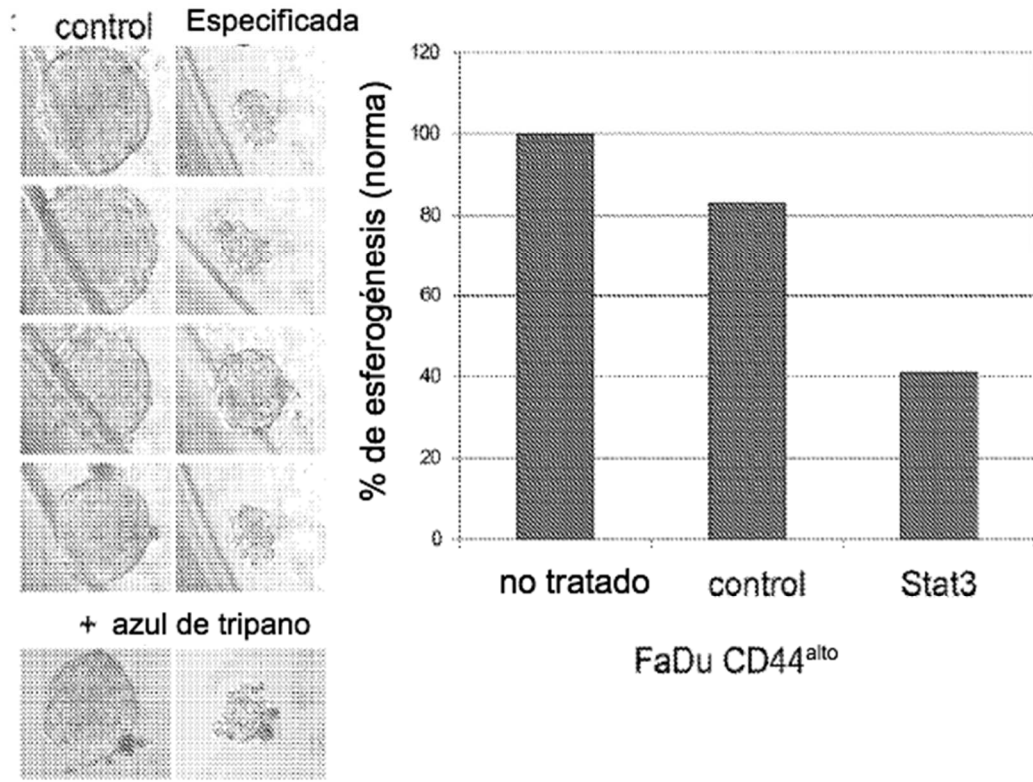 control Especificada
+ azul de tripano
% de esferogénesis (norma)
120
100
80
60
40
20
0
no tratado control Stat3
FaDu CD44alto